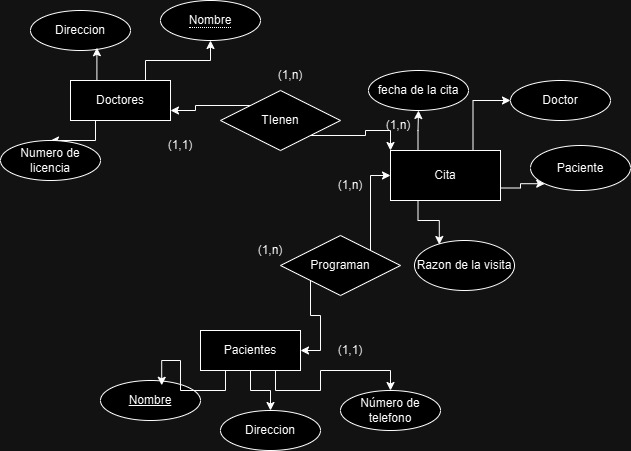 Nombre
Direccion
(1,n)
fecha de la cita
Doctores
Doctor
TIenen
(1,n)
(1,1)
Numero de
licencia
Paciente
Cita
(1,n)
(1,n)
Programan
Razon de la visita
Pacientes
(1,1)
Nombre
Número de
telefono
Direccion